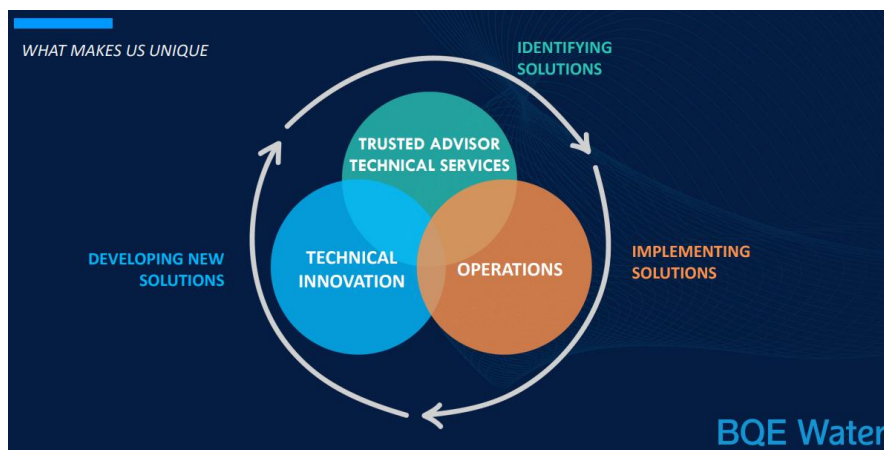 WHAT MAKES US UNIQUE
IDENTIFYING
SOLUTIONS
TRUSTED ADVISOR
TECHNICAL SERVICES
DEVELOPING NEW
SOLUTIONS
TECHNICAL
INNOVATION
OPERATIONS
IMPLEMENTING
SOLUTIONS
BQE Water